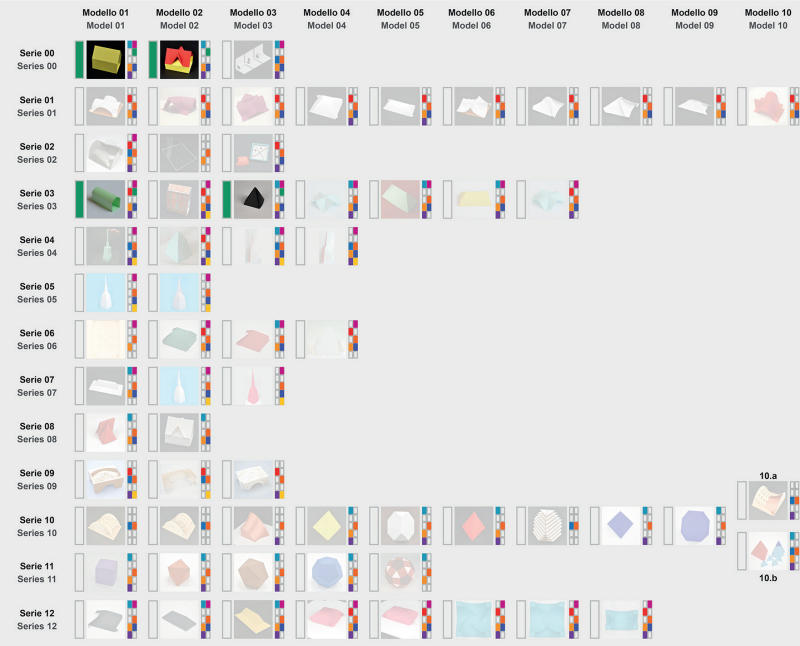 Modello 01 Modello 02 Modello 03 Modello 04 Modello 05 Modello 06 Modello 07 Modello 08 Modello 09 Modello 10
Model 01 Model 02 Model 03 Model 04 Model 05 Model 06 Model 07 Model 08 Model 09 Model 10
Serie 00
Series 00
Serie 01
Series 01
Serie 02
Series 02
Serie 03
Series 03
Serie 04
Series 04
Serie 05
Series 05
Serie 06
Series 06
Serie 07
Series 07
Serie 08
Series 08
Serie 09
Series 09
10.a
Serie 10
Series 10
10.b
Serie 11
Series 11
Serie 12
Series 12